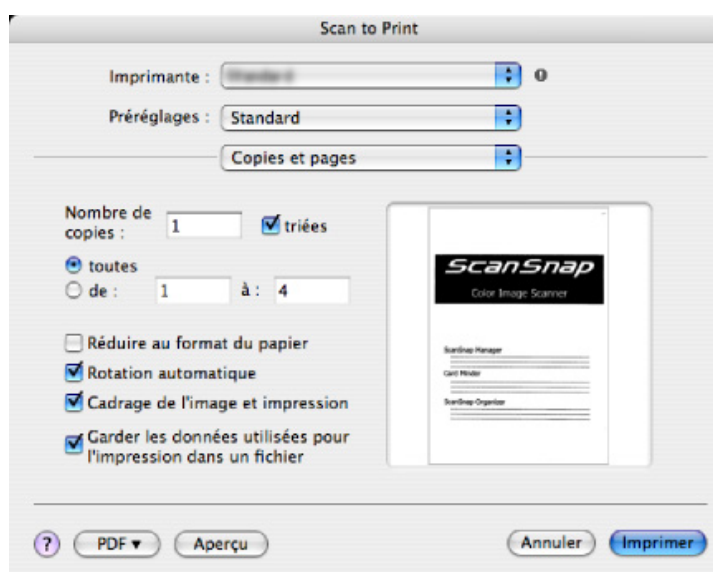 Scan to Print
Imprimante :
Préréglages : Standard
Copies et pages
Nombre de
copies : 1 triées
toutes
de : 1 à : 4
Réduire au format du papier
Rotation automatique
Cadrage de l'image et impression
Garder les données utilisées pour
l'impression dans un fichier
ScanSnap
Color Image Scanner
ScanSnap Manager
Card Minder
ScanSnap Organizer
? PDF ▼ Aperçu Annuler Imprimer